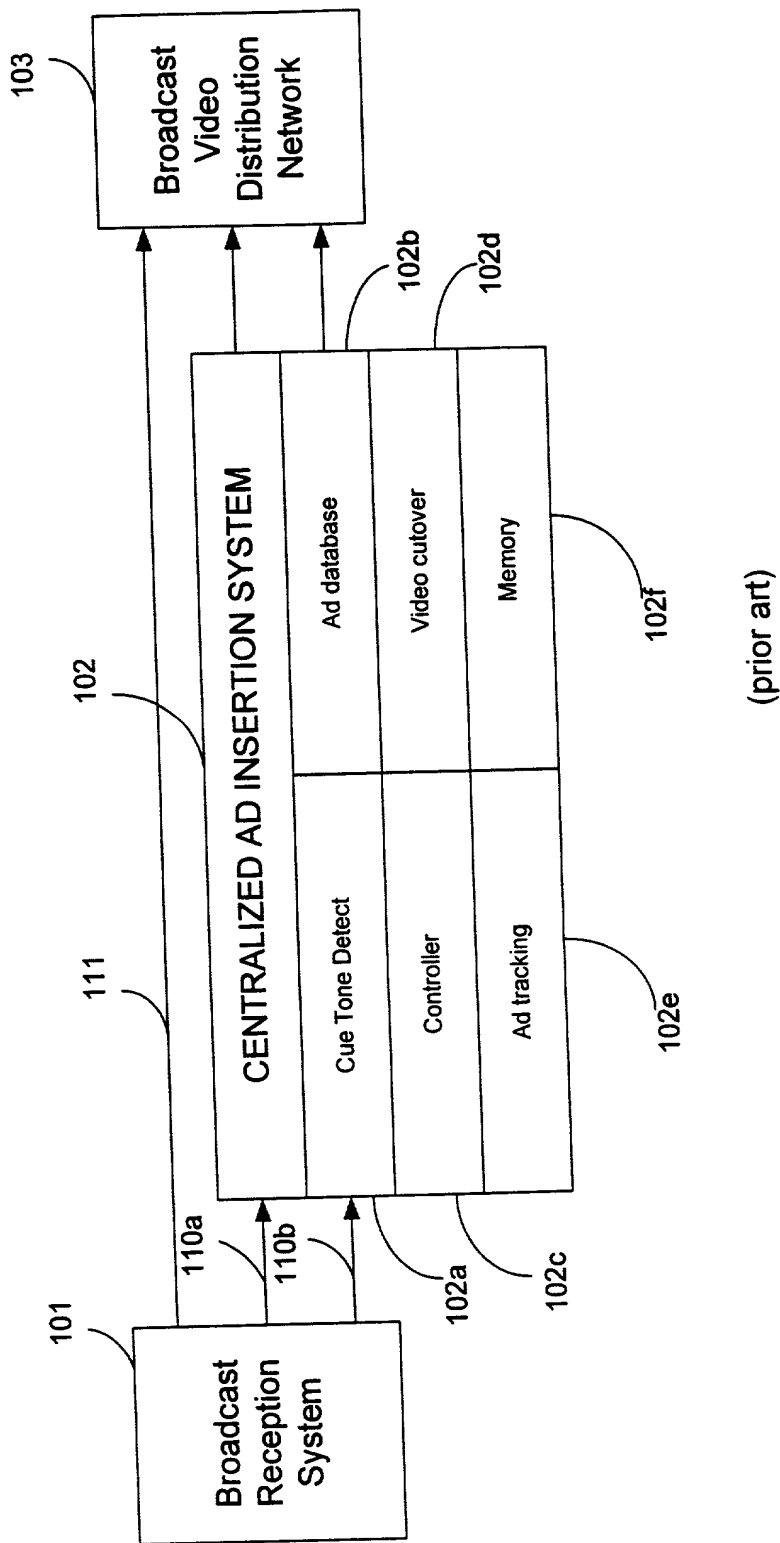 101
Broadcast
Reception
System
111
110a
110b
102
CENTRALIZED AD INSERTION SYSTEM
Cue Tone Detect
Ad database
Controller
Video cutover
Ad tracking
Memory
102a
102c
102e
102b
102d
102f
103
Broadcast
Video
Distribution
Network
(prior art)